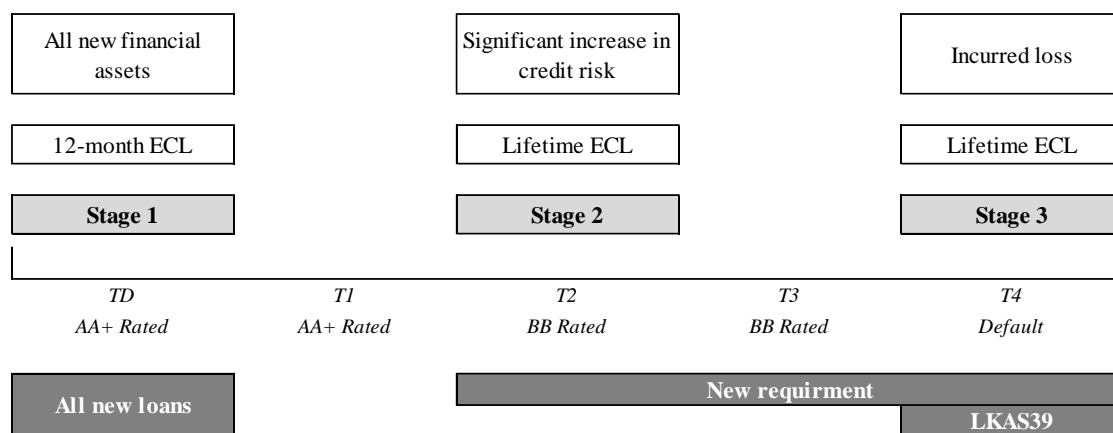 All new financial
assets
Significant increase in
credit risk
Incurred loss
12-month ECL
Lifetime ECL
Lifetime ECL
Stage 1
Stage 2
Stage 3
TD
T1
T2
T3
T4
AA+ Rated
AA+ Rated
BB Rated
BB Rated
Default
All new loans
New requirment
LKAS39